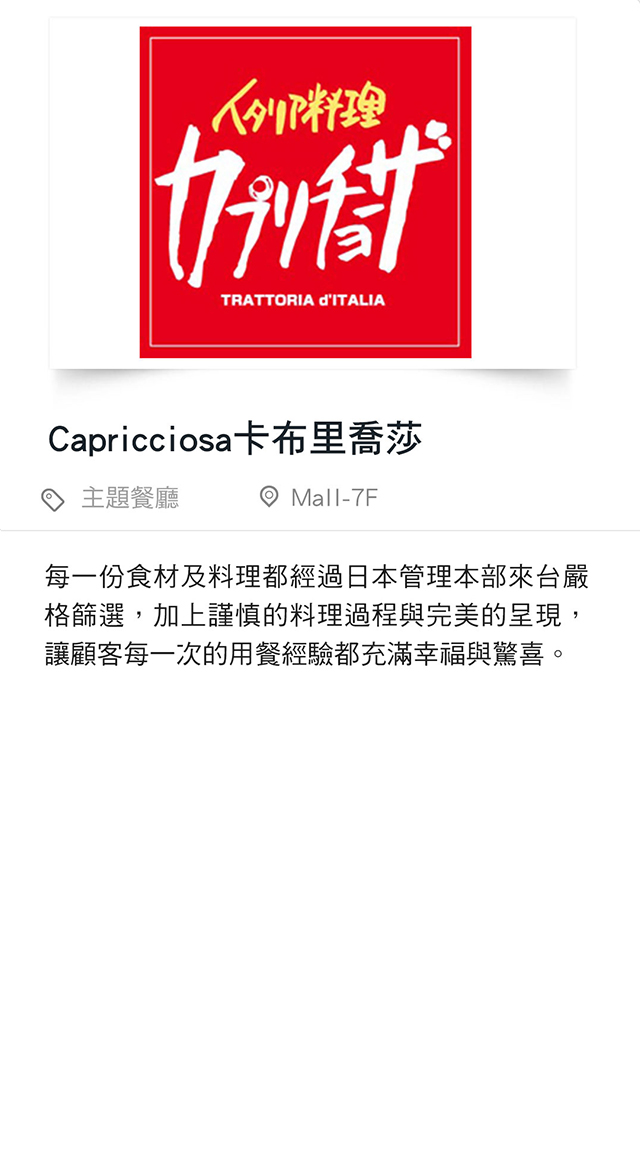 イタリア料理
カプリチョーザ
TRATTORIA d'ITALIA
Capricciosa卡布里喬莎
主題餐廳 Mall-7F
每一份食材及料理都經過日本管理本部來台嚴
格篩選，加上謹慎的料理過程與完美的呈現，
讓顧客每一次的用餐經驗都充滿幸福與驚喜。